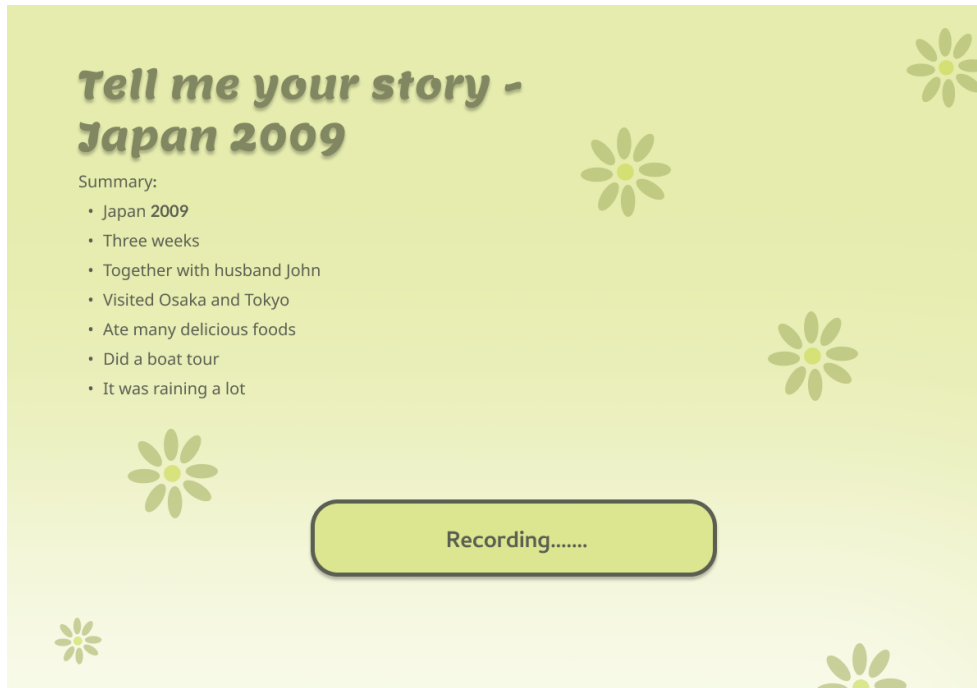 Tell me your story -
Japan 2009
Summary:
• Japan 2009
• Three weeks
• Together with husband John
• Visited Osaka and Tokyo
• Ate many delicious foods
• Did a boat tour
• It was raining a lot
Recording.......